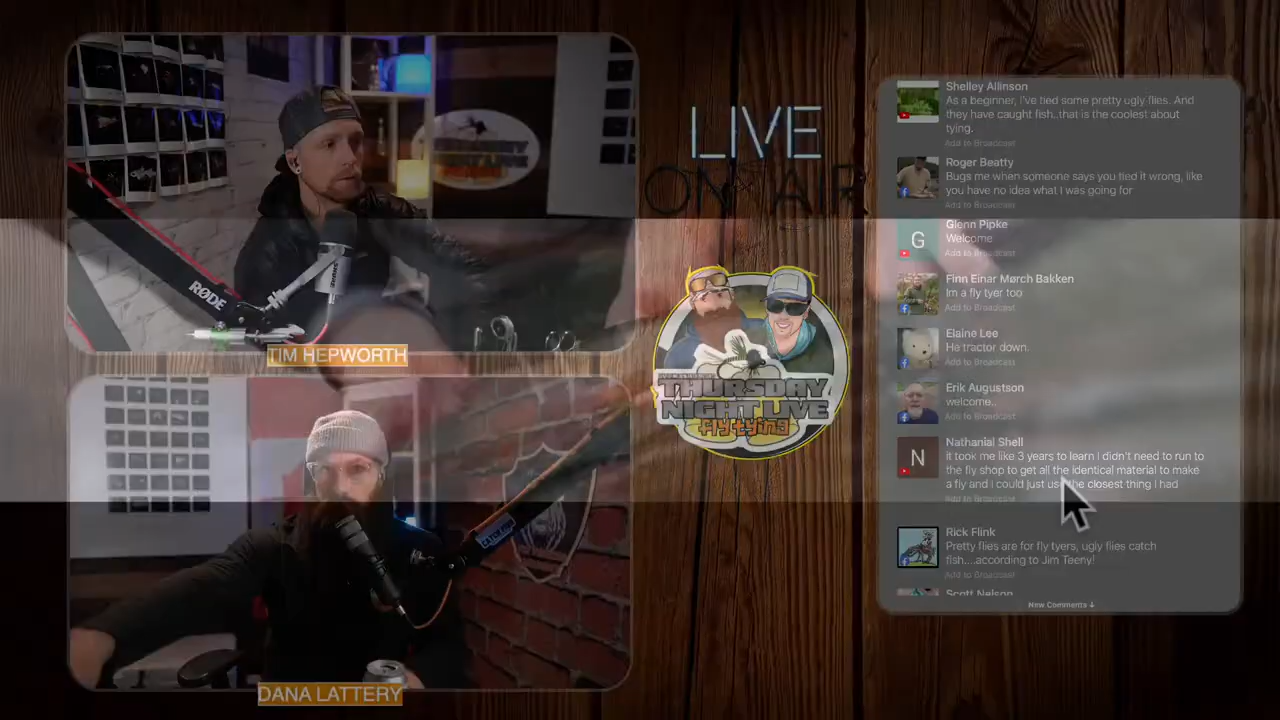 LIVE
ON AIR
RØDE
TIM HEPWORTH
THURSDAY
NIGHT LIVE
fly tying
DANA LATTERY
Shelley Allinson
As a beginner, i've tied some pretty ugly flies. And
they have caught fish..that is the coolest about
tying.
Add to Broadcast
Roger Beatty
Bugs me when someone says you tied it wrong, like
you have no idea what I was going for
Add to Broadcast
G
Glenn Pipke
Welcome
Add to Broadcast
Finn Einar Mørch Bakken
Im a fly tyer too
Add to Broadcast
Elaine Lee
He tractor down.
Add to Broadcast
Erik Augustson
welcome..
Add to Broadcast
N
Nathanial Shell
it took me like 3 years to learn I didn't need to run to
the fly shop to get all the identical material to make
a fly and i could just use the closest thing I had
Add to Broadcast
Rick Flink
Pretty flies are for fly tyers, ugly flies catch
fish....according to Jim Teeny!
Add to Broadcast
Scott Nelson
New Comments ↓